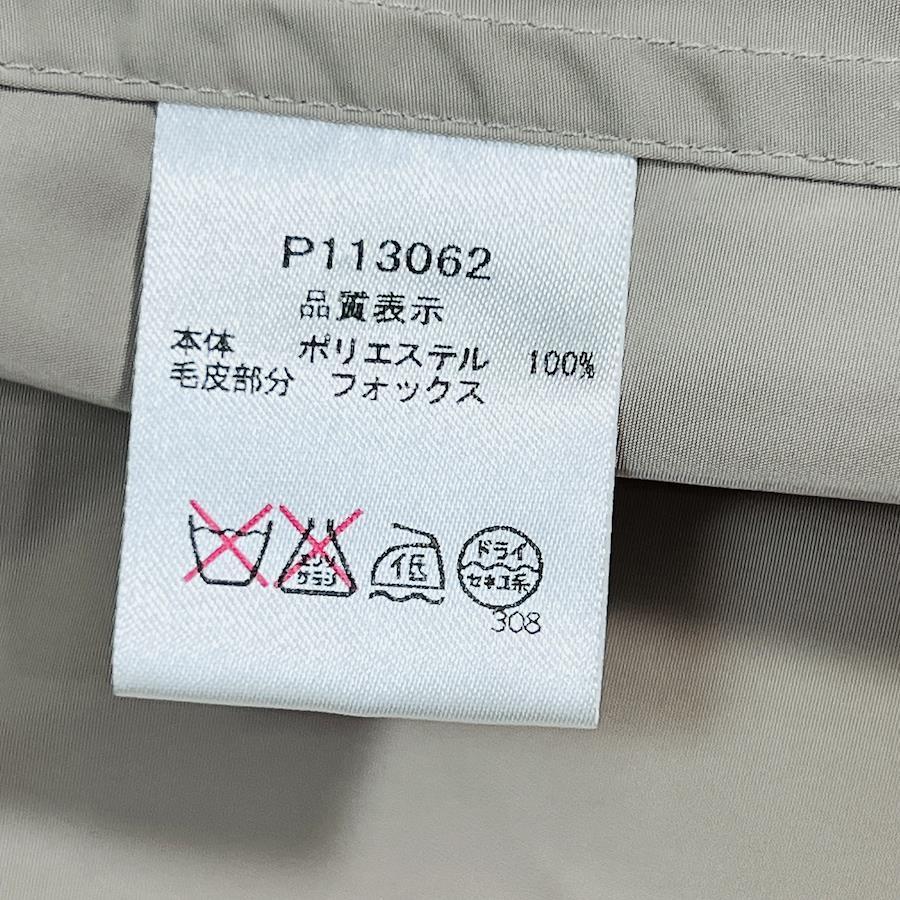 P113062
品質表示
本体 ポリエステル 100%
毛皮部分 フォックス
エンソ
サラシ
低
ドライ
セキユ系
308